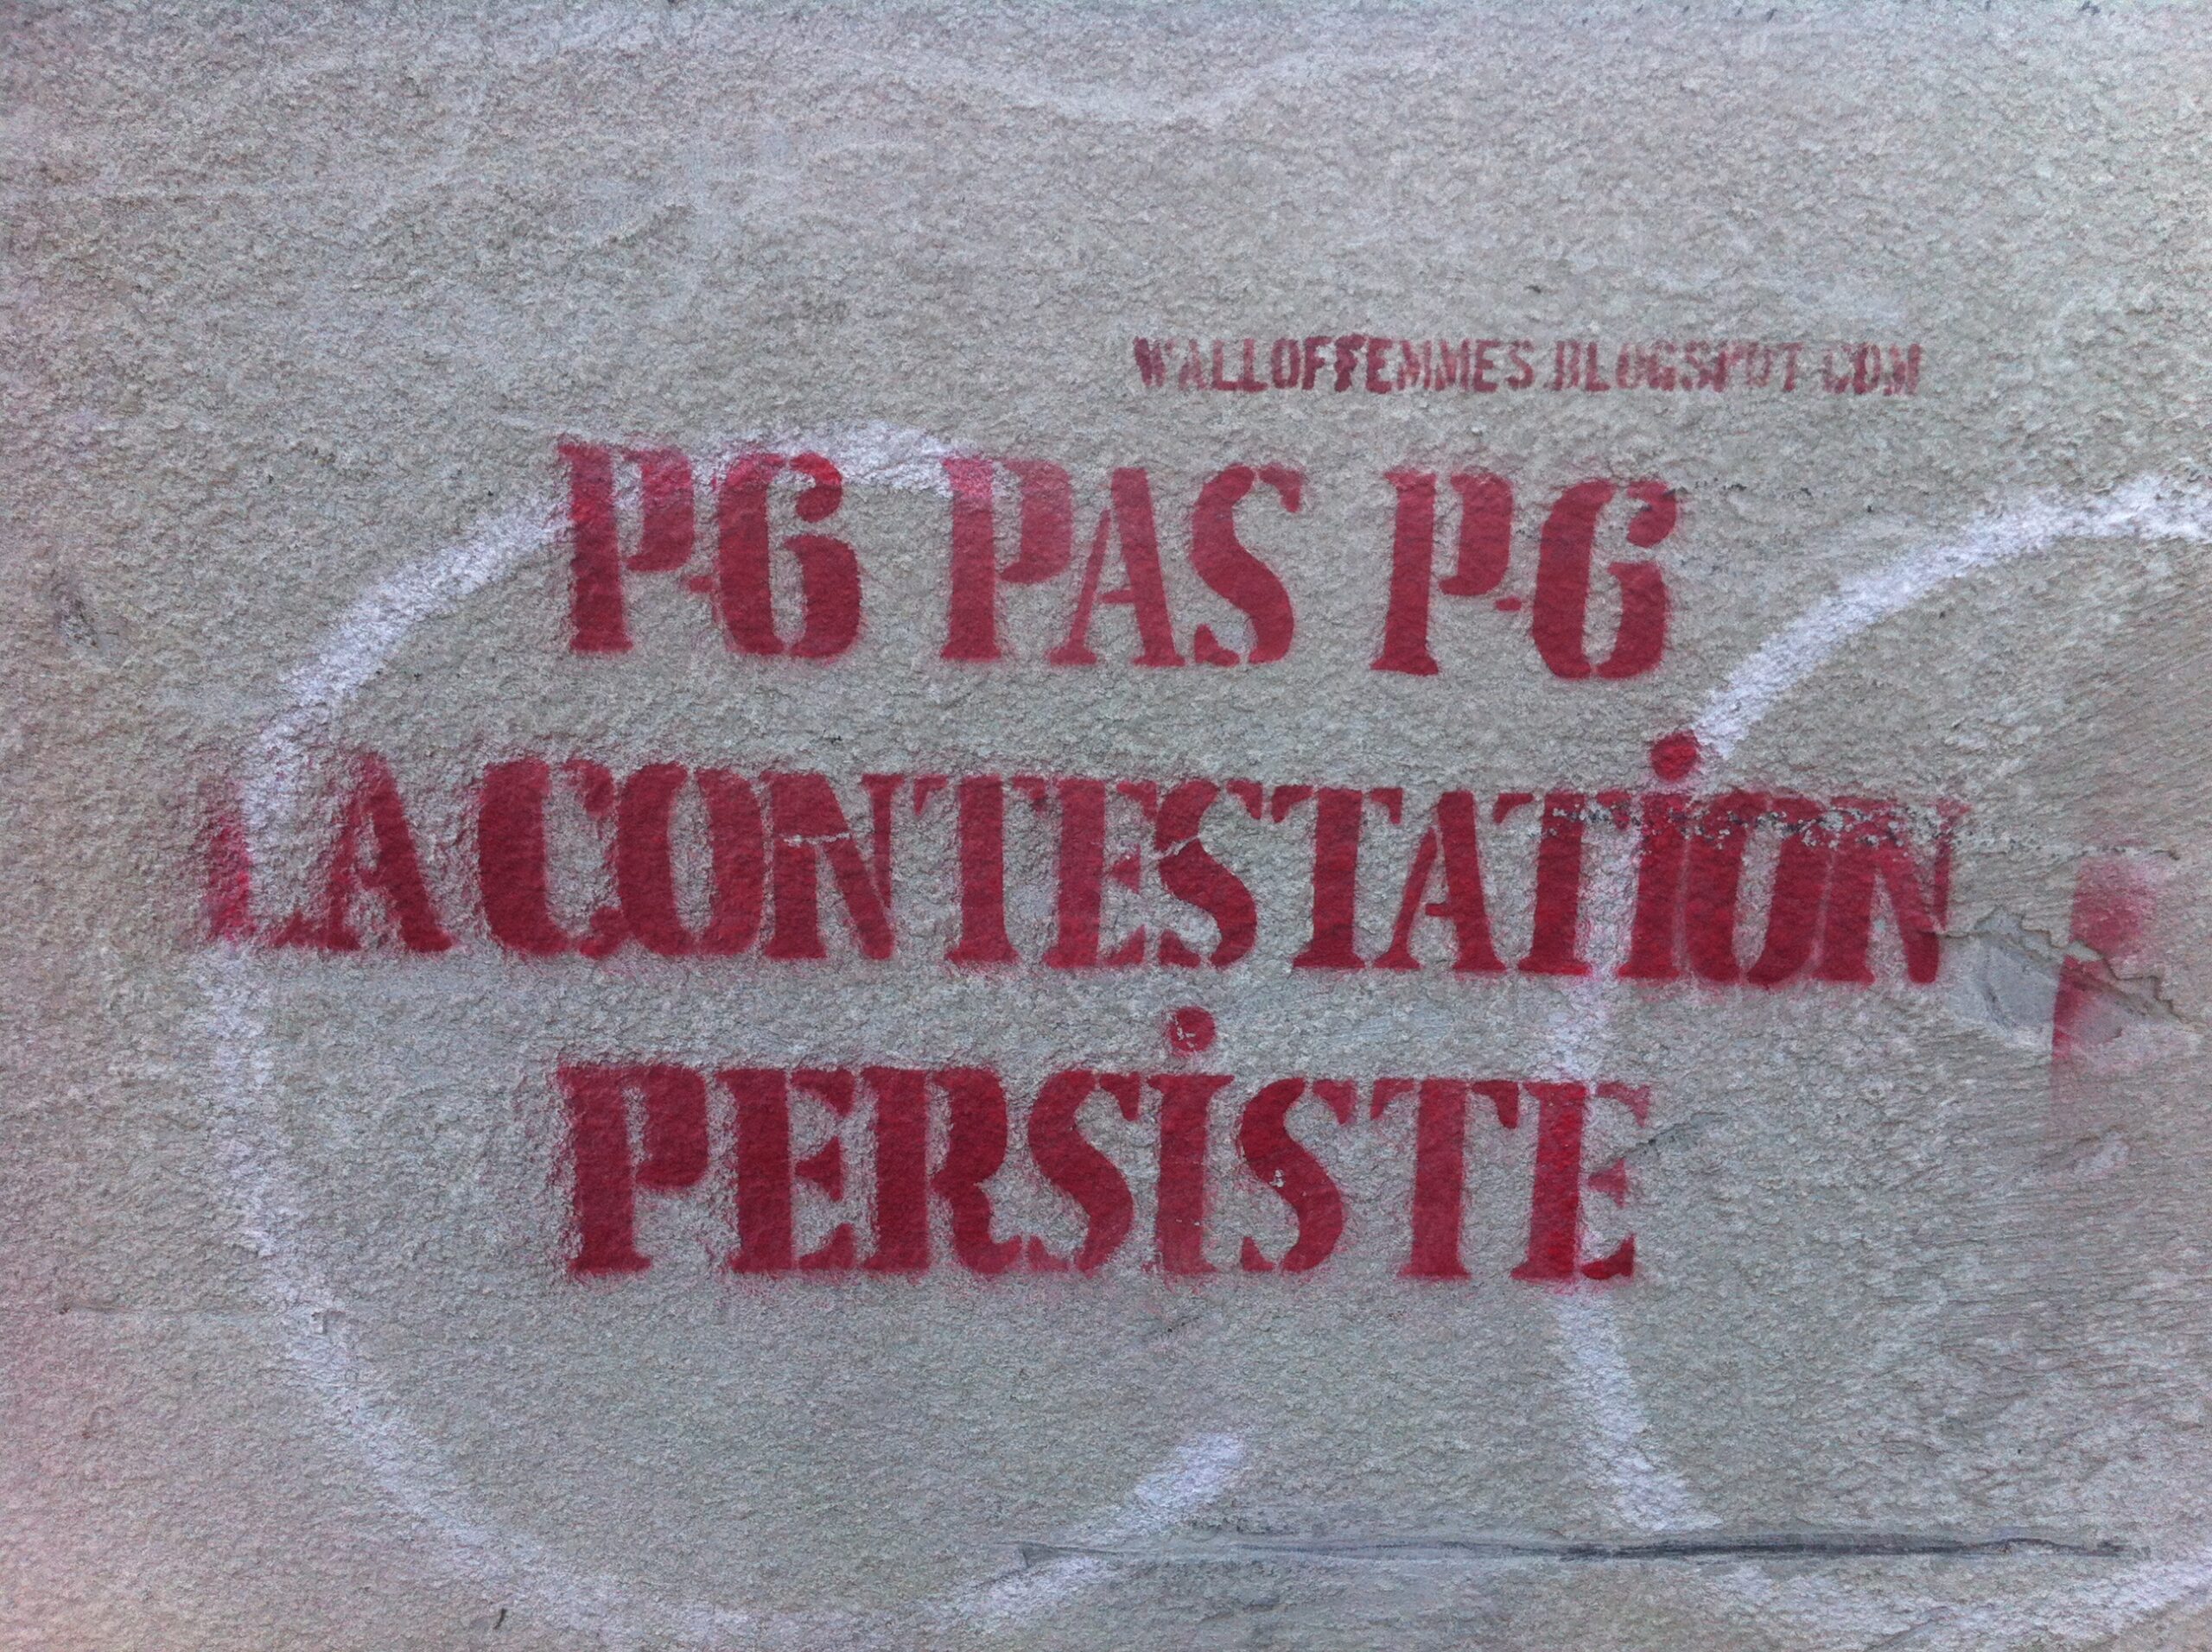 WALLOFFEMMES.BLOGSPOT.COM
P-6 PAS P-6
LA CONTESTATiON
PERSiSTE